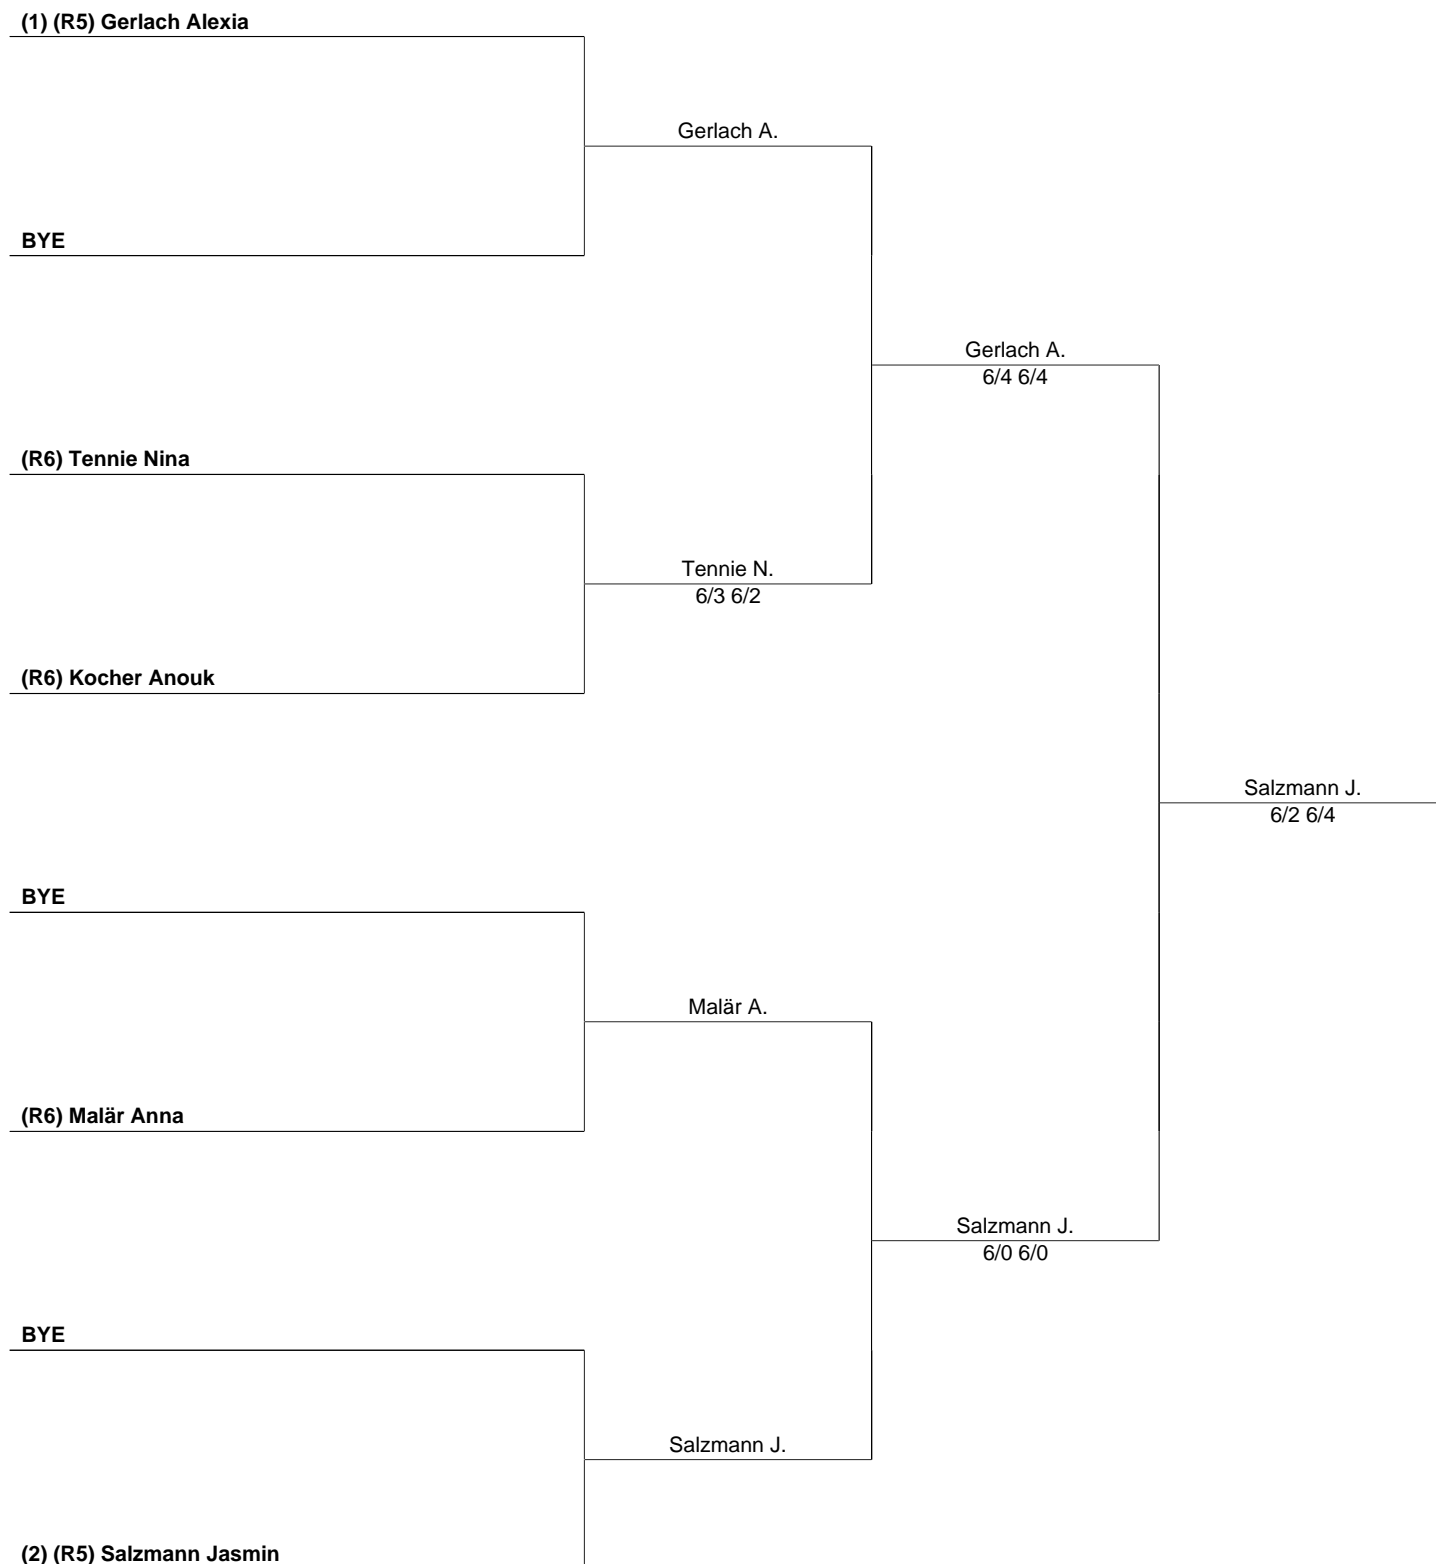 (1) (R5) Gerlach Alexia
Gerlach A.
BYE
Gerlach A.
6/4 6/4
(R6) Tennie Nina
Tennie N.
6/3 6/2
(R6) Kocher Anouk
Salzmann J.
6/2 6/4
BYE
Malär A.
(R6) Malär Anna
Salzmann J.
6/0 6/0
BYE
Salzmann J.
(2) (R5) Salzmann Jasmin